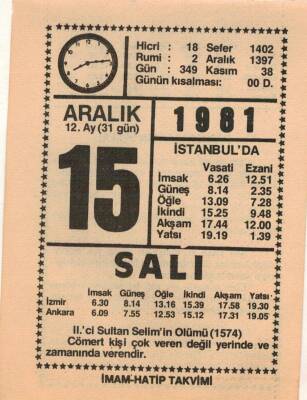 Hicri : 18 Sefer 1402
Rumi : 2 Aralık 1397
Gün : 349 Kasım 38
Günün kısalması: 00 D.
ARALIK
12. Ay (31 gün)
1981
15
İSTANBUL'DA
Vasati Ezani
İmsak 6.26 12.51
Güneş 8.14 2.35
Öğle 13.09 7.28
İkindi 15.25 9.48
Akşam 17.44 12.00
Yatsı 19.19 1.39
SALI
İmsak Güneş Öğle İkindi Akşam Yatsı
İzmir 6.30 8.14 13.16 15.39 17.58 19.30
Ankara 6.09 7.55 12.53 15.12 17.31 19.05
II.'ci Sultan Selim'in Olümü (1574)
Cömert kişi çok veren değil yerinde ve
zamanında verendir.
İMAM-HATİP TAKVİMİ